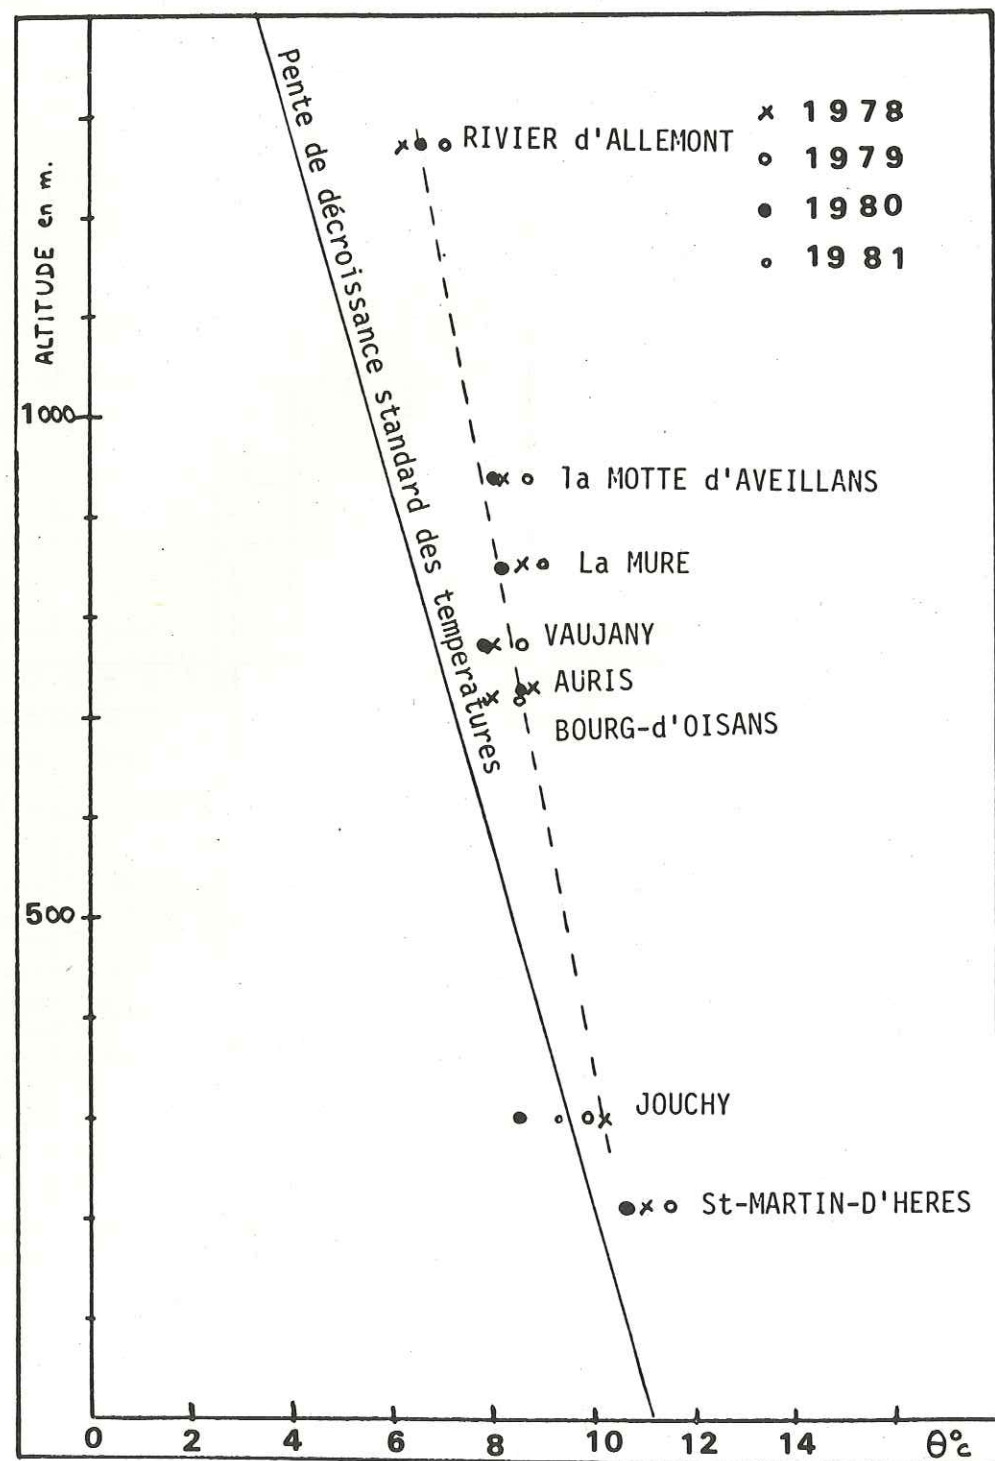 Pente de décroissance standard des temperatures
x 1978
o 1979
● 1980
o 1981
ALTITUDE en m.
RIVIER d'ALLEMONT
1000
la MOTTE d'AVEILLANS
La MURE
VAUJANY
AURIS
BOURG-d'OISANS
500
JOUCHY
St-MARTIN-D'HERES
0 2 4 6 8 10 12 14 θ°c